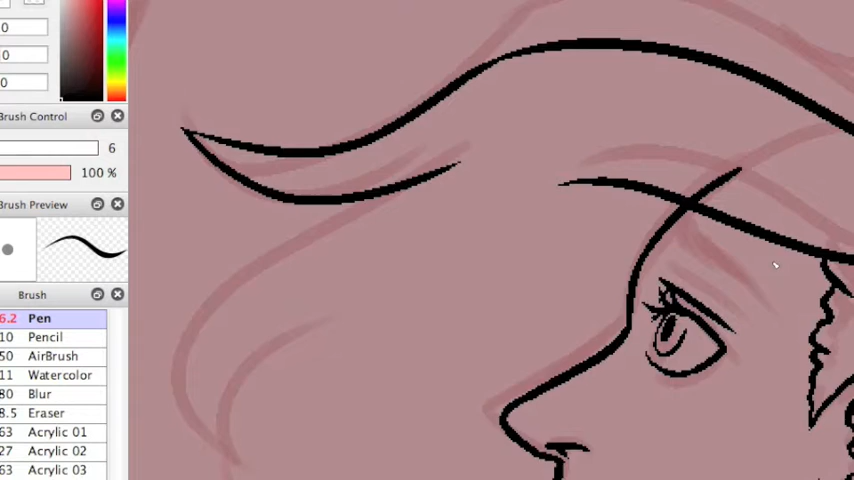 0
0
0
Brush Control
6
100 %
Brush Preview
Brush
6.2 Pen
10 Pencil
50 AirBrush
11 Watercolor
80 Blur
8.5 Eraser
63 Acrylic 01
27 Acrylic 02
63 Acrylic 03